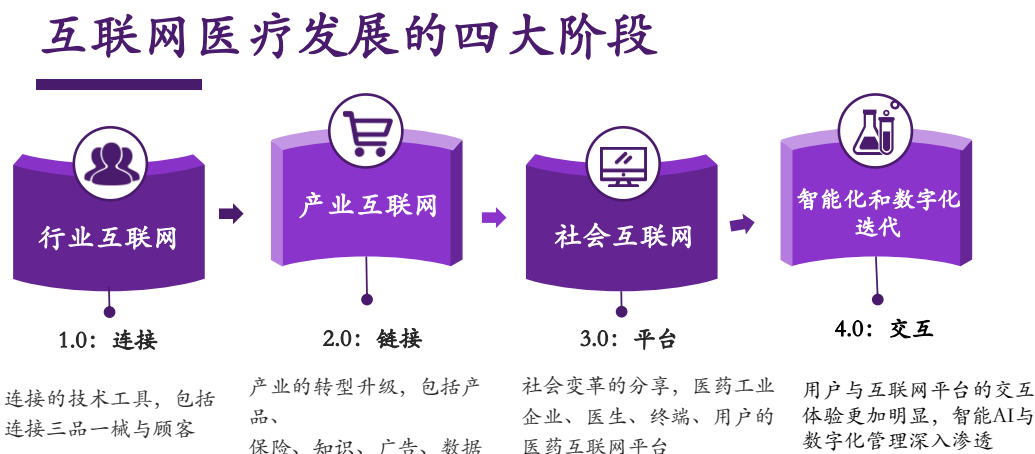 互联网医疗发展的四大阶段
行业互联网
产业互联网
社会互联网
智能化和数字化
迭代
1.0：连接
2.0：链接
3.0：平台
4.0：交互
连接的技术工具，包括
连接三品一械与顾客
产业的转型升级，包括产
品、
保险、知识、广告、数据
社会变革的分享，医药工业
企业、医生、终端、用户的
医药互联网平台
用户与互联网平台的交互
体验更加明显，智能AI与
数字化管理深入渗透